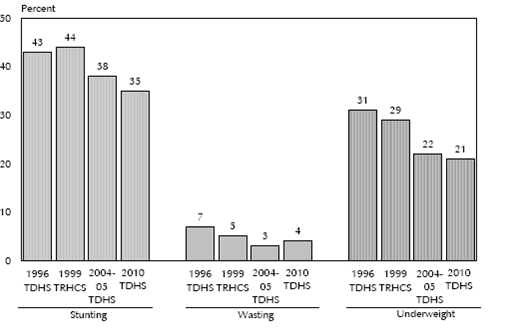 Percent
50
40
30
20
10
0
43
44
38
35
7
5
3
4
31
29
22
21
1996 TDHS
1999 TRHCS
2004-05 TDHS
2010 TDHS
1996 TDHS
1999 TRHCS
2004-05 TDHS
2010 TDHS
1996 TDHS
1999 TRHCS
2004-05 TDHS
2010 TDHS
Stunting
Wasting
Underweight